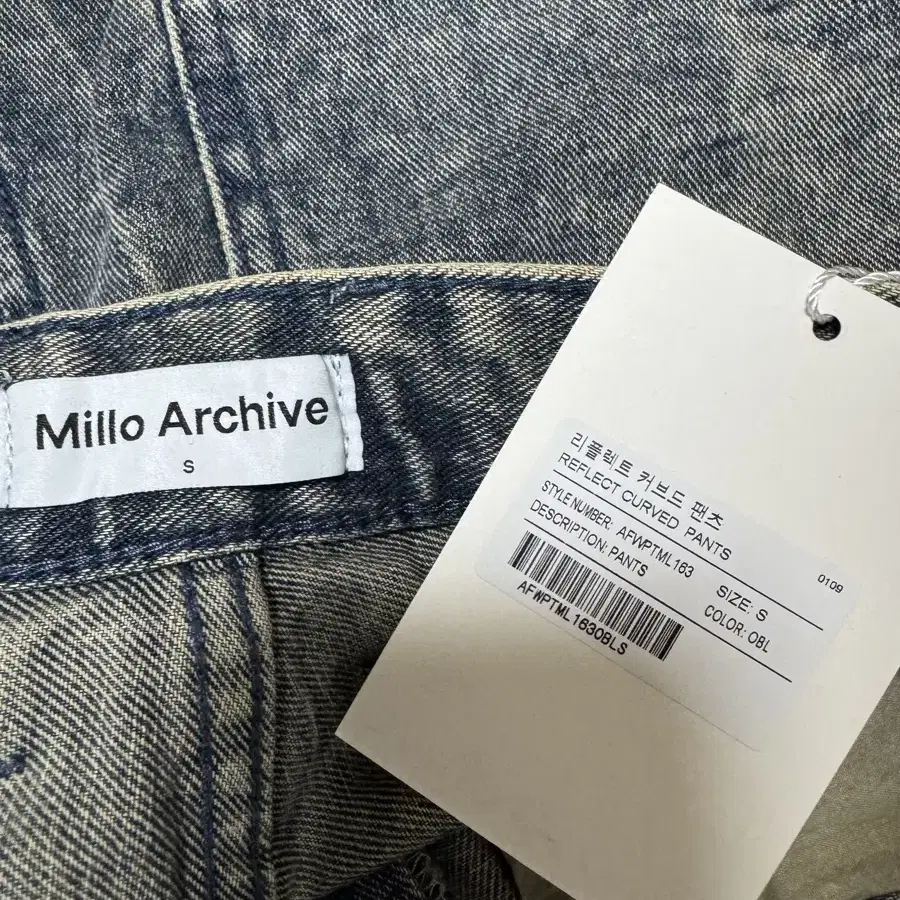 Millo Archive
S
리플렉트 커브드 팬츠
REFLECT CURVED PANTS
0109
STYLE NUMBER: AFWPTML163 SIZE: S
DESCRIPTION: PANTS COLOR: OBL
AFWPTML163OBLS